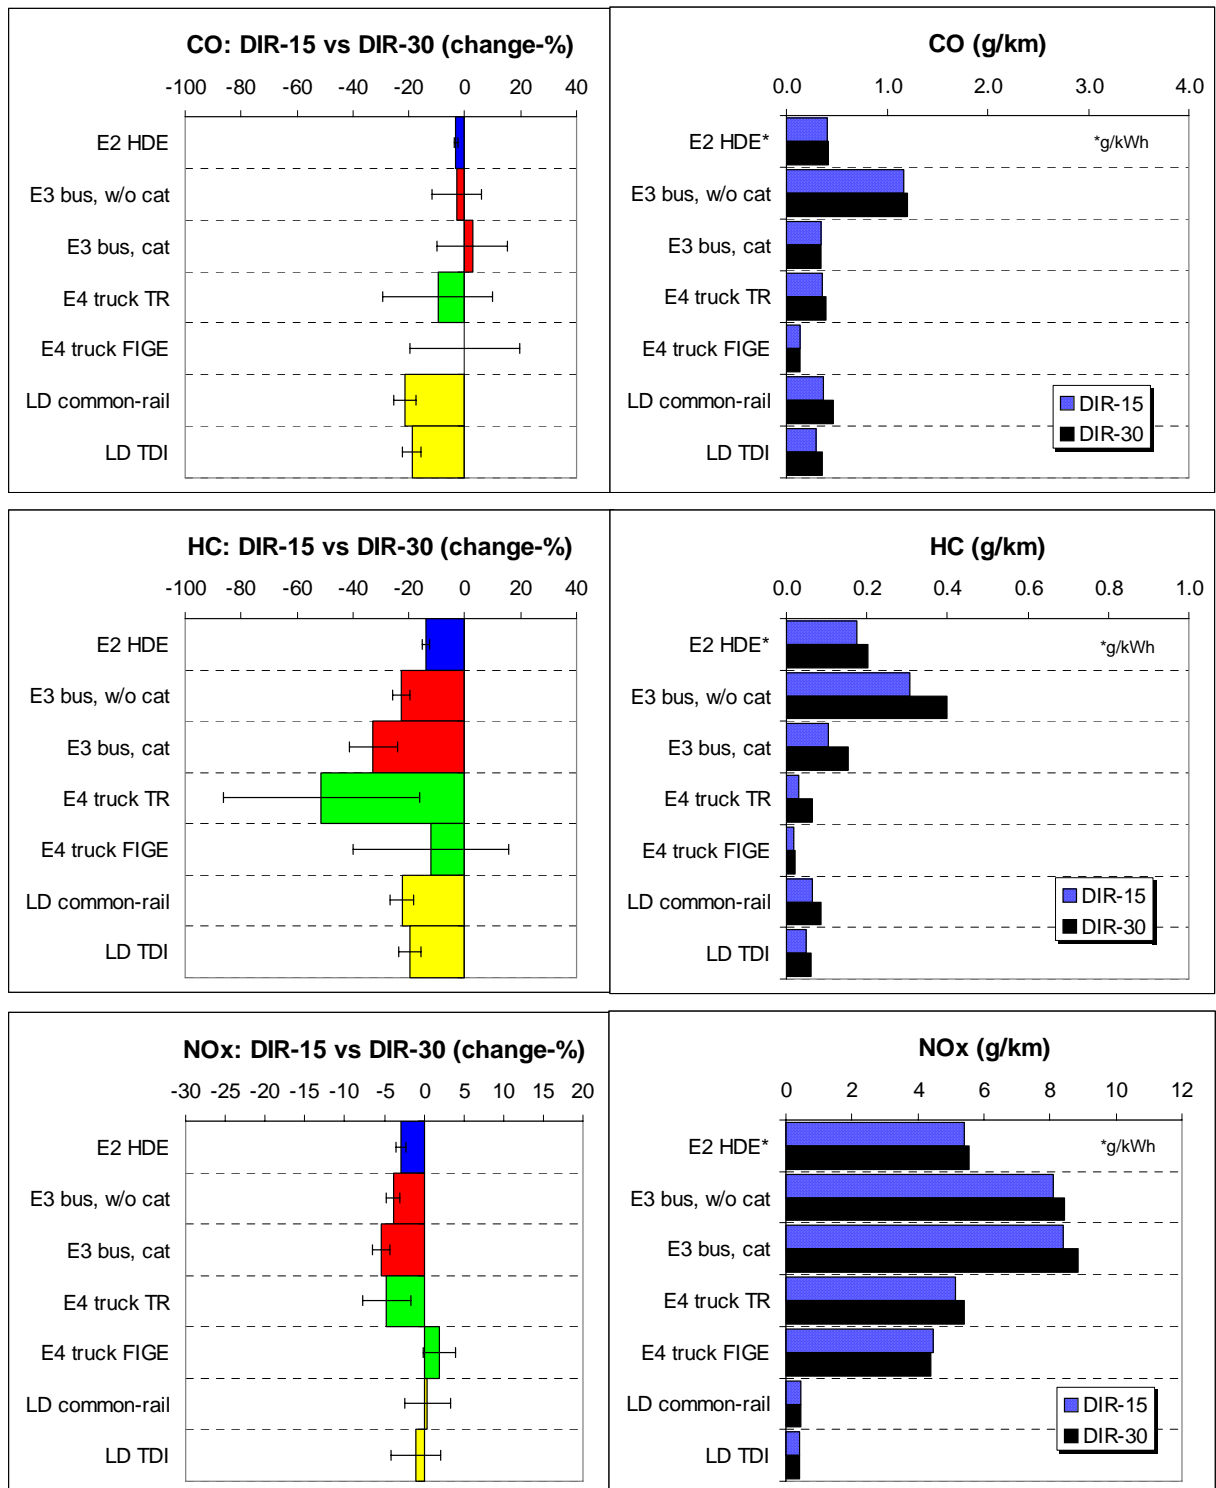 CO: DIR-15 vs DIR-30 (change-%)
-100 -80 -60 -40 -20 0 20 40
E2 HDE
E3 bus, w/o cat
E3 bus, cat
E4 truck TR
E4 truck FIGE
LD common-rail
LD TDI
CO (g/km)
0.0 1.0 2.0 3.0 4.0
E2 HDE*
*g/kWh
E3 bus, w/o cat
E3 bus, cat
E4 truck TR
E4 truck FIGE
LD common-rail
LD TDI
DIR-15
DIR-30
HC: DIR-15 vs DIR-30 (change-%)
-100 -80 -60 -40 -20 0 20 40
E2 HDE
E3 bus, w/o cat
E3 bus, cat
E4 truck TR
E4 truck FIGE
LD common-rail
LD TDI
HC (g/km)
0.0 0.2 0.4 0.6 0.8 1.0
E2 HDE*
*g/kWh
E3 bus, w/o cat
E3 bus, cat
E4 truck TR
E4 truck FIGE
LD common-rail
LD TDI
DIR-15
DIR-30
NOx: DIR-15 vs DIR-30 (change-%)
-30 -25 -20 -15 -10 -5 0 5 10 15 20
E2 HDE
E3 bus, w/o cat
E3 bus, cat
E4 truck TR
E4 truck FIGE
LD common-rail
LD TDI
NOx (g/km)
0 2 4 6 8 10 12
E2 HDE*
*g/kWh
E3 bus, w/o cat
E3 bus, cat
E4 truck TR
E4 truck FIGE
LD common-rail
LD TDI
DIR-15
DIR-30